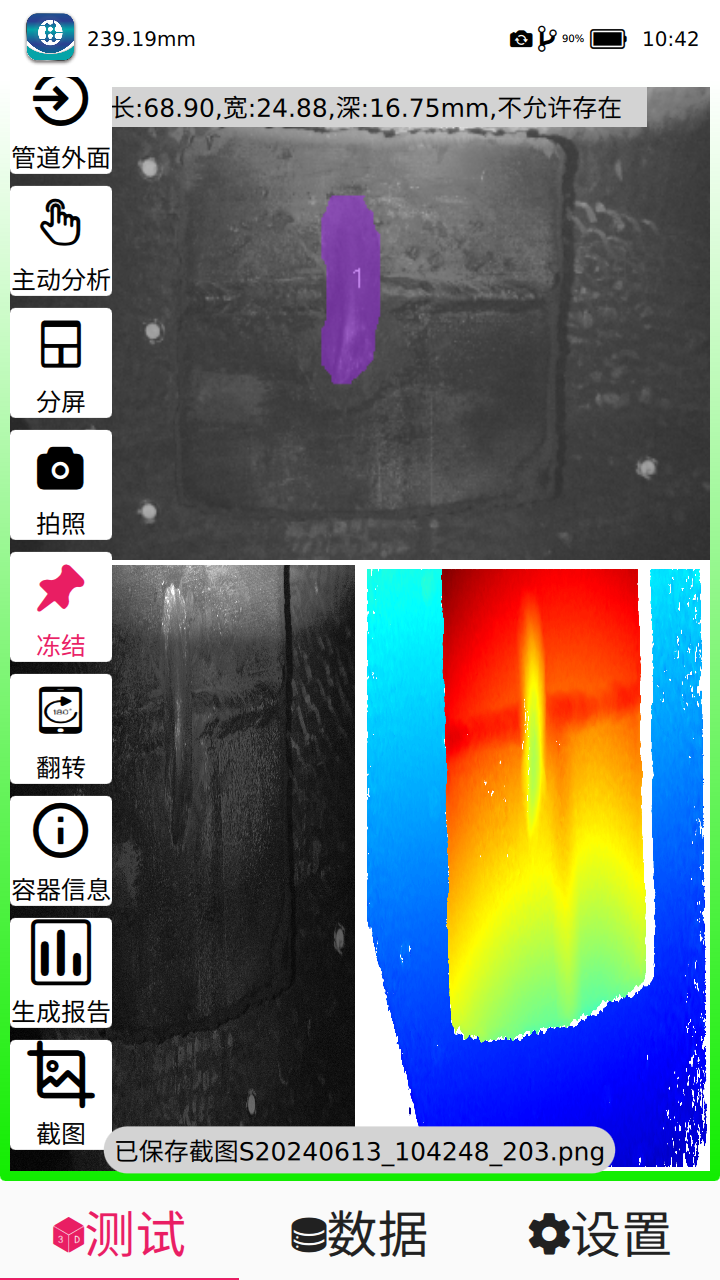 239.19mm
90%
10:42
长:68.90,宽:24.88,深:16.75mm,不允许存在
管道外面
主动分析
分屏
拍照
冻结
180°
翻转
容器信息
生成报告
截图
1
已保存截图S20240613_104248_203.png
3 D
测试
数据
设置